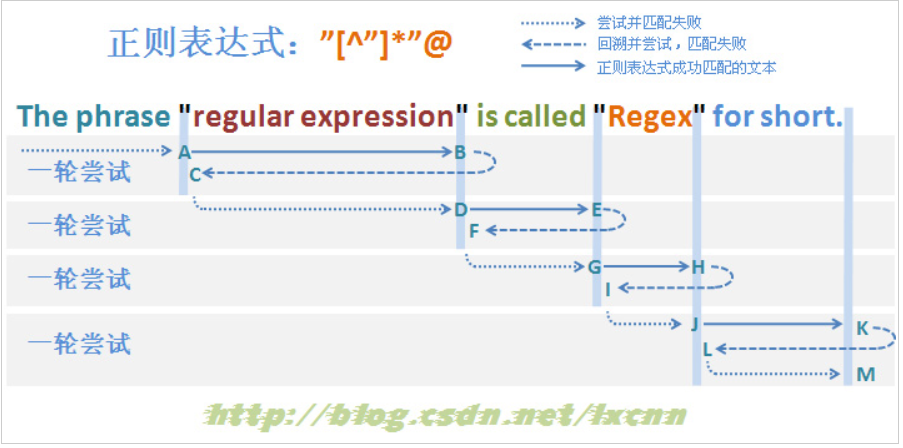 正则表达式：”[^”]*”@
尝试并匹配失败
回溯并尝试，匹配失败
正则表达式成功匹配的文本
The phrase "regular expression" is called "Regex" for short.
一轮尝试
A
B
C
一轮尝试
D
E
F
一轮尝试
G
H
I
一轮尝试
J
K
L
M
http://blog.csdn.net/lxcnn